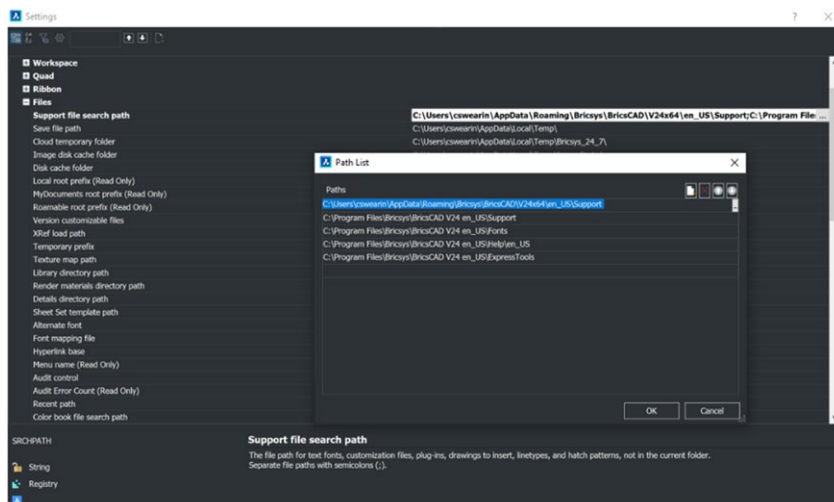 Settings
Workspace
Quad
Ribbon
Files
Support file search path C:\Users\cswearin\AppData\Roaming\Bricsys\BricsCAD\V24x64\en_US\Support;C:\Program File ...
Save file path C:\Users\cswearin\AppData\Local\Temp\
Cloud temporary folder C:\Users\cswearin\AppData\Local\Temp\Bricsys_24_7\
Image disk cache folder
Disk cache folder
Local root prefix (Read Only)
MyDocuments root prefix (Read Only)
Roamable root prefix (Read Only)
Version customizable files
XRef load path
Temporary prefix
Texture map path
Library directory path
Render materials directory path
Details directory path
Sheet Set template path
Alternate font
Font mapping file
Hyperlink base
Menu name (Read Only)
Audit control
Audit Error Count (Read Only)
Recent path
Color book file search path
Path List
Paths
C:\Users\cswearin\AppData\Roaming\Bricsys\BricsCAD\V24x64\en_US\Support
C:\Program Files\Bricsys\BricsCAD V24 en_US\Support
C:\Program Files\Bricsys\BricsCAD V24 en_US\Fonts
C:\Program Files\Bricsys\BricsCAD V24 en_US\Help\en_US
C:\Program Files\Bricsys\BricsCAD V24 en_US\ExpressTools
OK Cancel
SRCHPATH
String
Registry
Support file search path
The file path for text fonts, customization files, plug-ins, drawings to insert, linetypes, and hatch patterns, not in the current folder.
Separate file paths with semicolons (;).